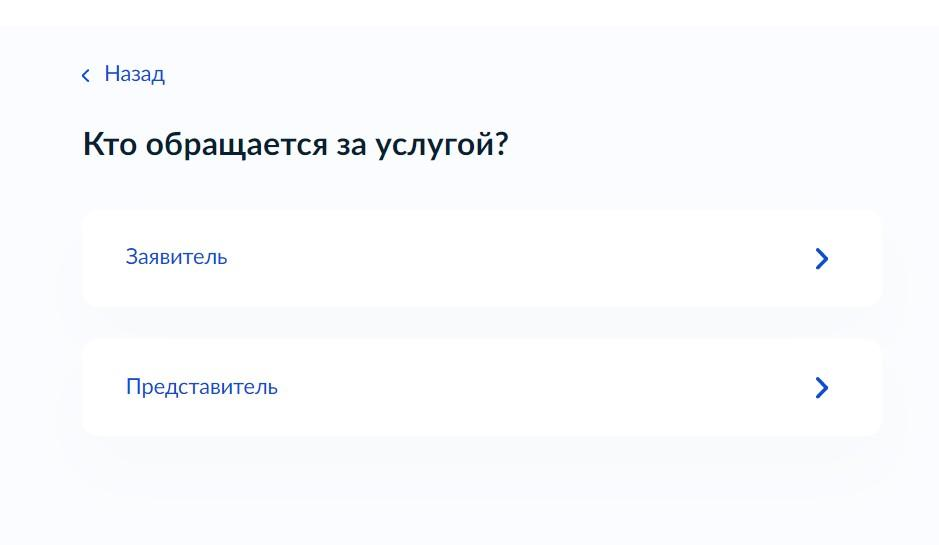 Назад
Кто обращается за услугой?
Заявитель
Представитель